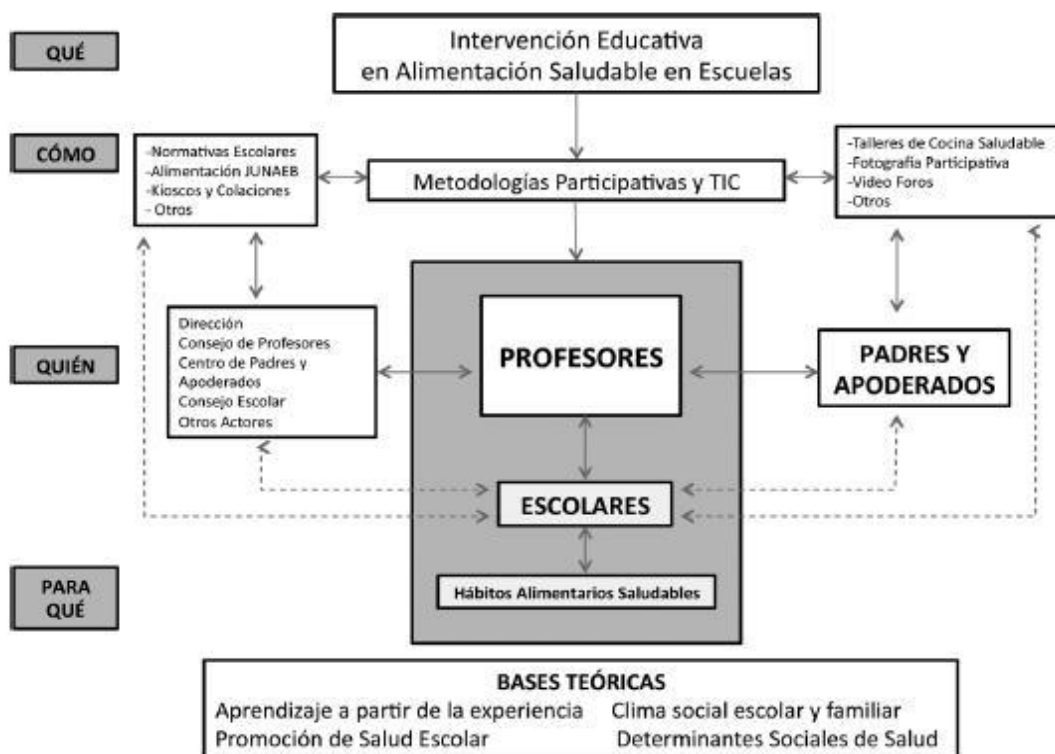 QUÉ
Intervención Educativa
en Alimentación Saludable en Escuelas
CÓMO
-Normativas Escolares
-Alimentación JUNAEB
-Kioscos y Colaciones
- Otros
Metodologías Participativas y TIC
-Talleres de Cocina Saludable
-Fotografía Participativa
-Video Foros
-Otros
QUIÉN
Dirección
Consejo de Profesores
Centro de Padres y
Apoderados
Consejo Escolar
Otros Actores
PROFESORES
PADRES Y
APODERADOS
ESCOLARES
PARA
QUÉ
Hábitos Alimentarios Saludables
BASES TEÓRICAS
Aprendizaje a partir de la experiencia Clima social escolar y familiar
Promoción de Salud Escolar Determinantes Sociales de Salud